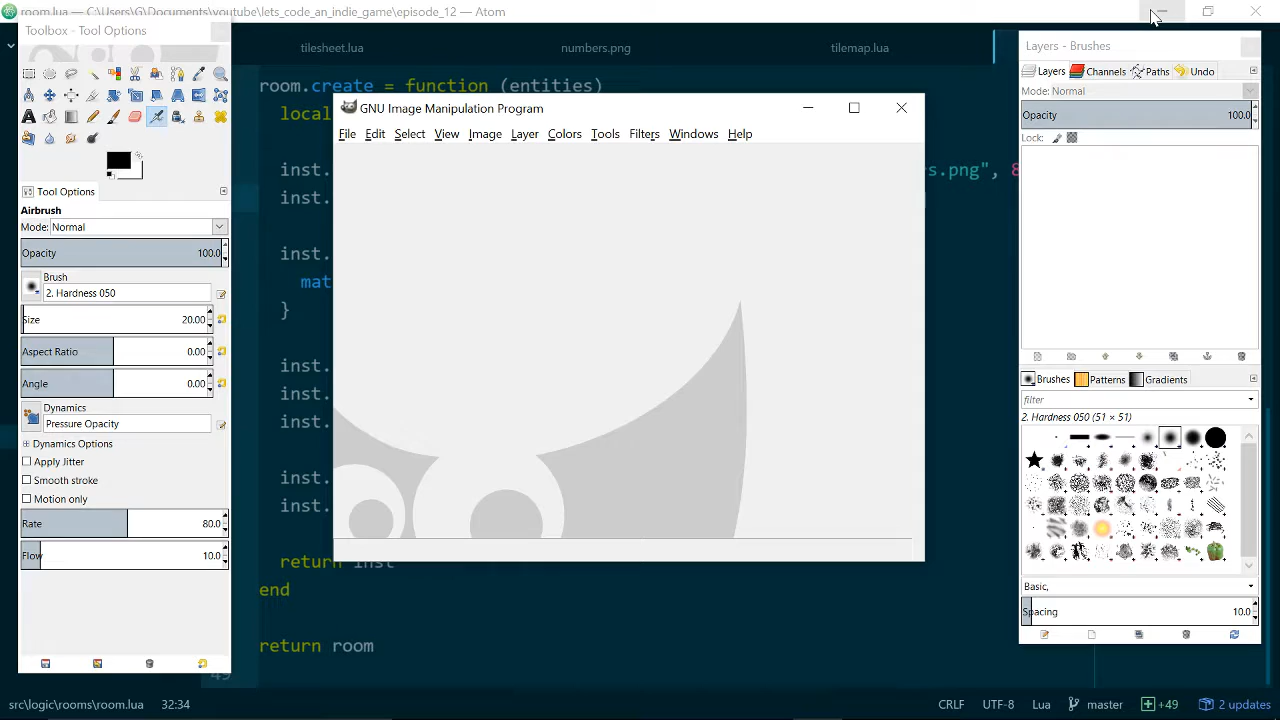 room.lua — C:\Users\G\Documents\youtube\lets_code_an_indie_game\episode_12 — Atom
Toolbox - Tool Options
tilesheet.lua
numbers.png
tilemap.lua
Layers - Brushes
Layers
Channels
Paths
Undo
Mode: Normal
Opacity 100.0
Lock:
room.create = function (entities)
local
inst.
rs.png", 8
inst.
inst.
mat
}
inst.
inst.
inst.
inst.
inst.
return inst
end
return room
49
GNU Image Manipulation Program
File Edit Select View Image Layer Colors Tools Filters Windows Help
Tool Options
Airbrush
Mode: Normal
Opacity 100.0
Brush
2. Hardness 050
Size 20.00
Aspect Ratio 0.00
Angle 0.00
Dynamics
Pressure Opacity
Dynamics Options
Apply Jitter
Smooth stroke
Motion only
Rate 80.0
Flow 10.0
Brushes
Patterns
Gradients
filter
2. Hardness 050 (51 × 51)
Basic,
Spacing 10.0
src\logic\rooms\room.lua 32:34
CRLF UTF-8 Lua master +49 2 updates